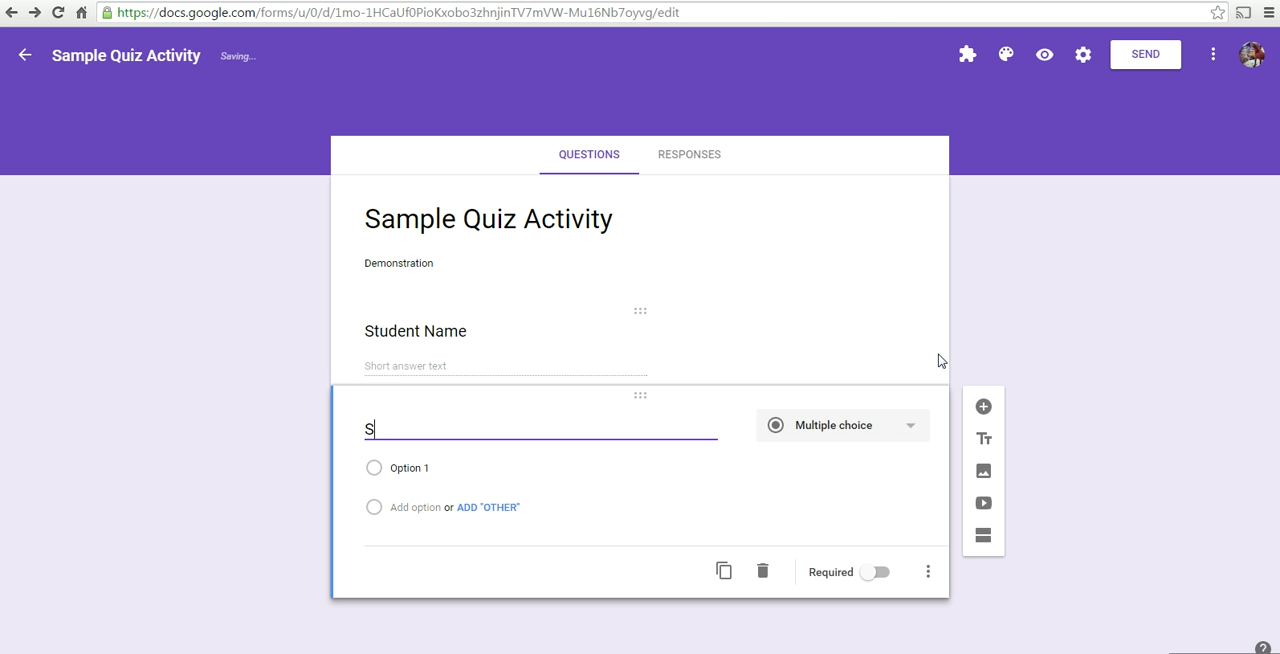 https://docs.google.com/forms/u/0/d/1mo-1HCaUf0PioKxobo3zhnjinTV7mVW-Mu16Nb7oyvg/edit
Sample Quiz Activity Saving... SEND
QUESTIONS RESPONSES
Sample Quiz Activity
Demonstration
Student Name
Short answer text
S Multiple choice
Option 1
Add option or ADD "OTHER"
Required